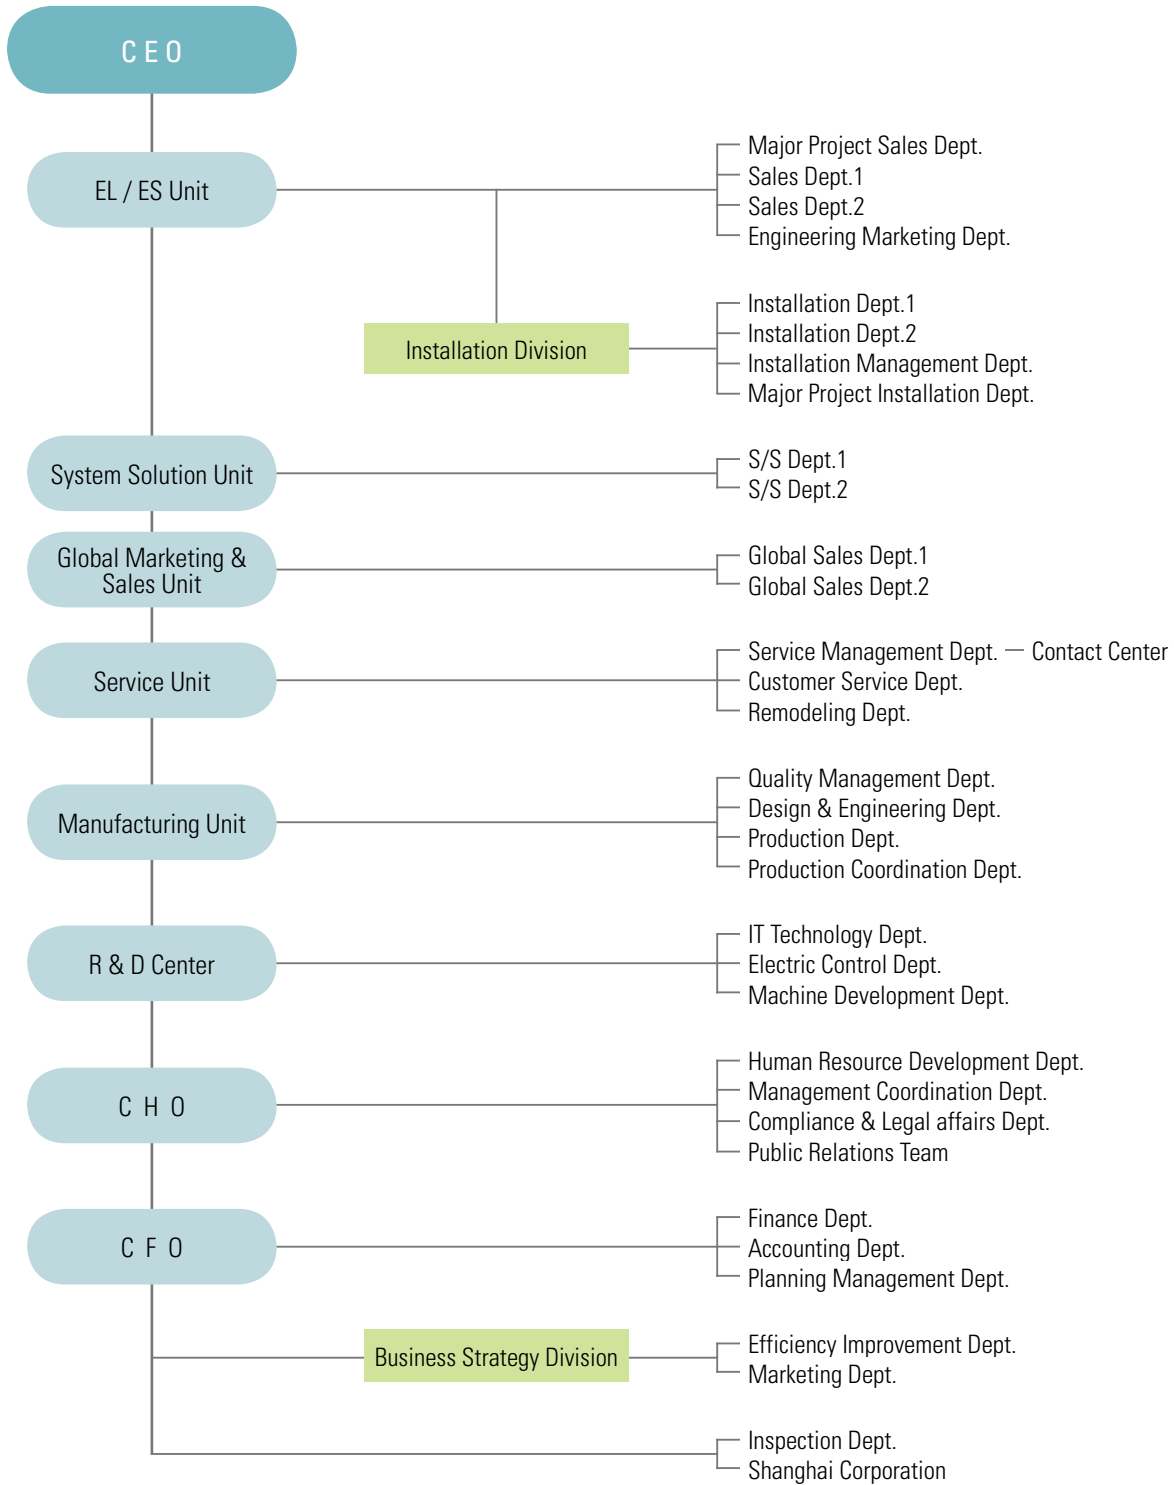 CEO
EL / ES Unit
Major Project Sales Dept.
Sales Dept.1
Sales Dept.2
Engineering Marketing Dept.
Installation Division
Installation Dept.1
Installation Dept.2
Installation Management Dept.
Major Project Installation Dept.
System Solution Unit
S/S Dept.1
S/S Dept.2
Global Marketing &
Sales Unit
Global Sales Dept.1
Global Sales Dept.2
Service Unit
Service Management Dept. — Contact Center
Customer Service Dept.
Remodeling Dept.
Manufacturing Unit
Quality Management Dept.
Design & Engineering Dept.
Production Dept.
Production Coordination Dept.
R & D Center
IT Technology Dept.
Electric Control Dept.
Machine Development Dept.
C H O
Human Resource Development Dept.
Management Coordination Dept.
Compliance & Legal affairs Dept.
Public Relations Team
C F O
Finance Dept.
Accounting Dept.
Planning Management Dept.
Business Strategy Division
Efficiency Improvement Dept.
Marketing Dept.
Inspection Dept.
Shanghai Corporation